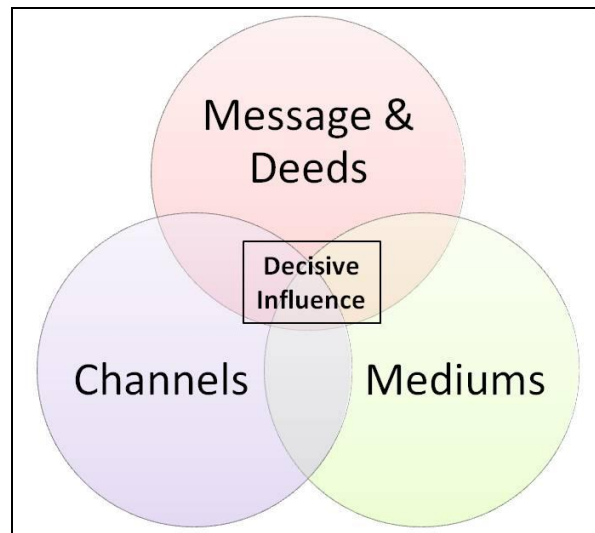 Message &
Deeds
Decisive
Influence
Channels
Mediums